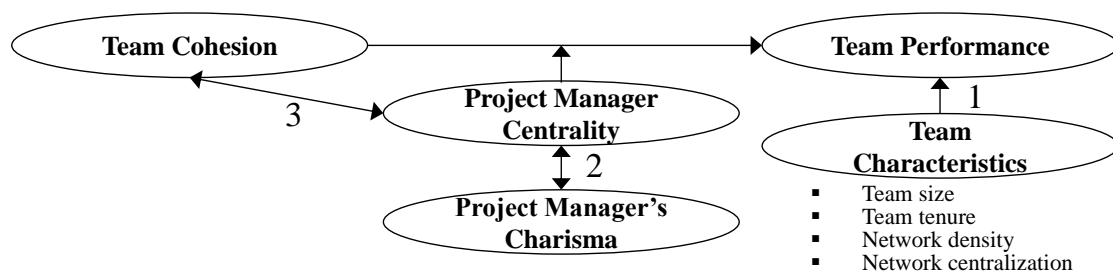 Team Cohesion
Team Performance
Project Manager
Centrality
3
1
Team
Characteristics
2
Project Manager’s
Charisma
▪ Team size
▪ Team tenure
▪ Network density
▪ Network centralization